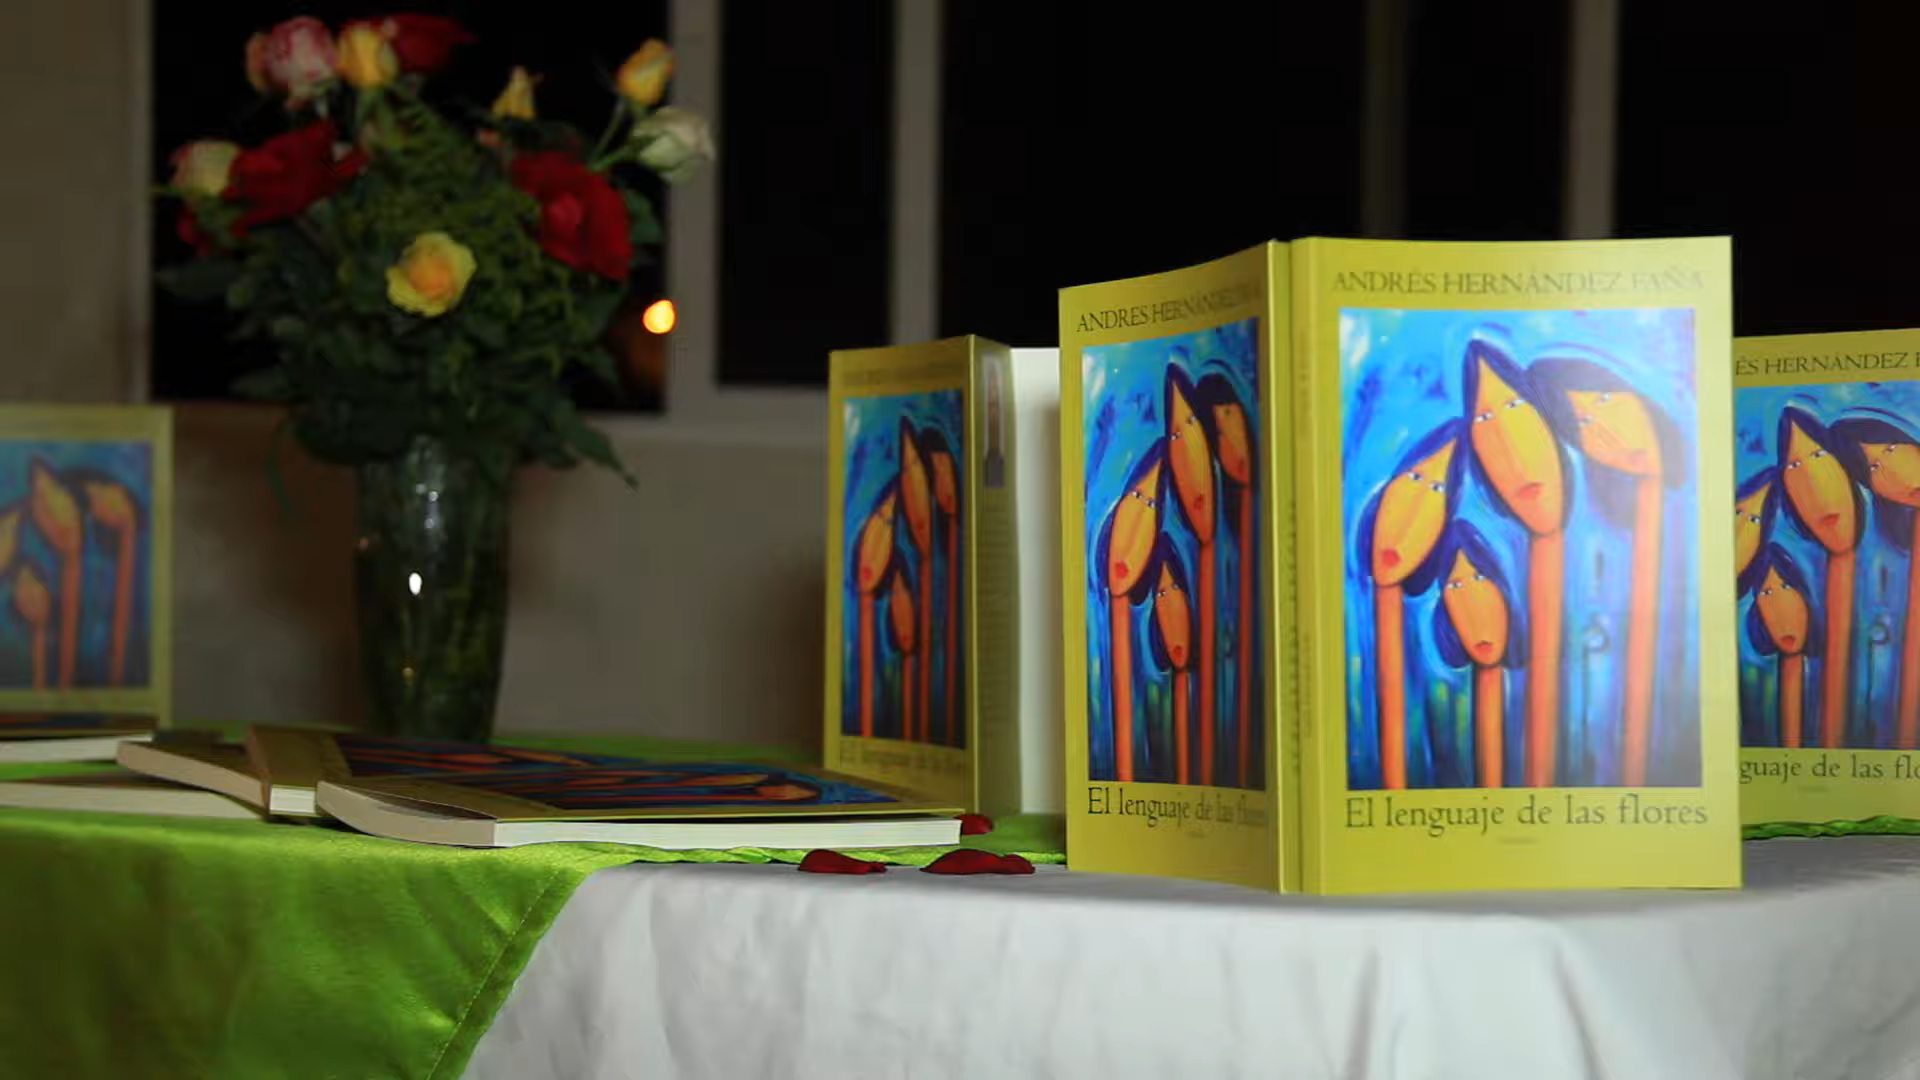 ANDRÉS HERNÁNDEZ
El lenguaje de las
ANDRÉS HERNÁNDEZ FAÑA
El lenguaje de las flores
ÉS HERNÁNDEZ
guaje de las flo